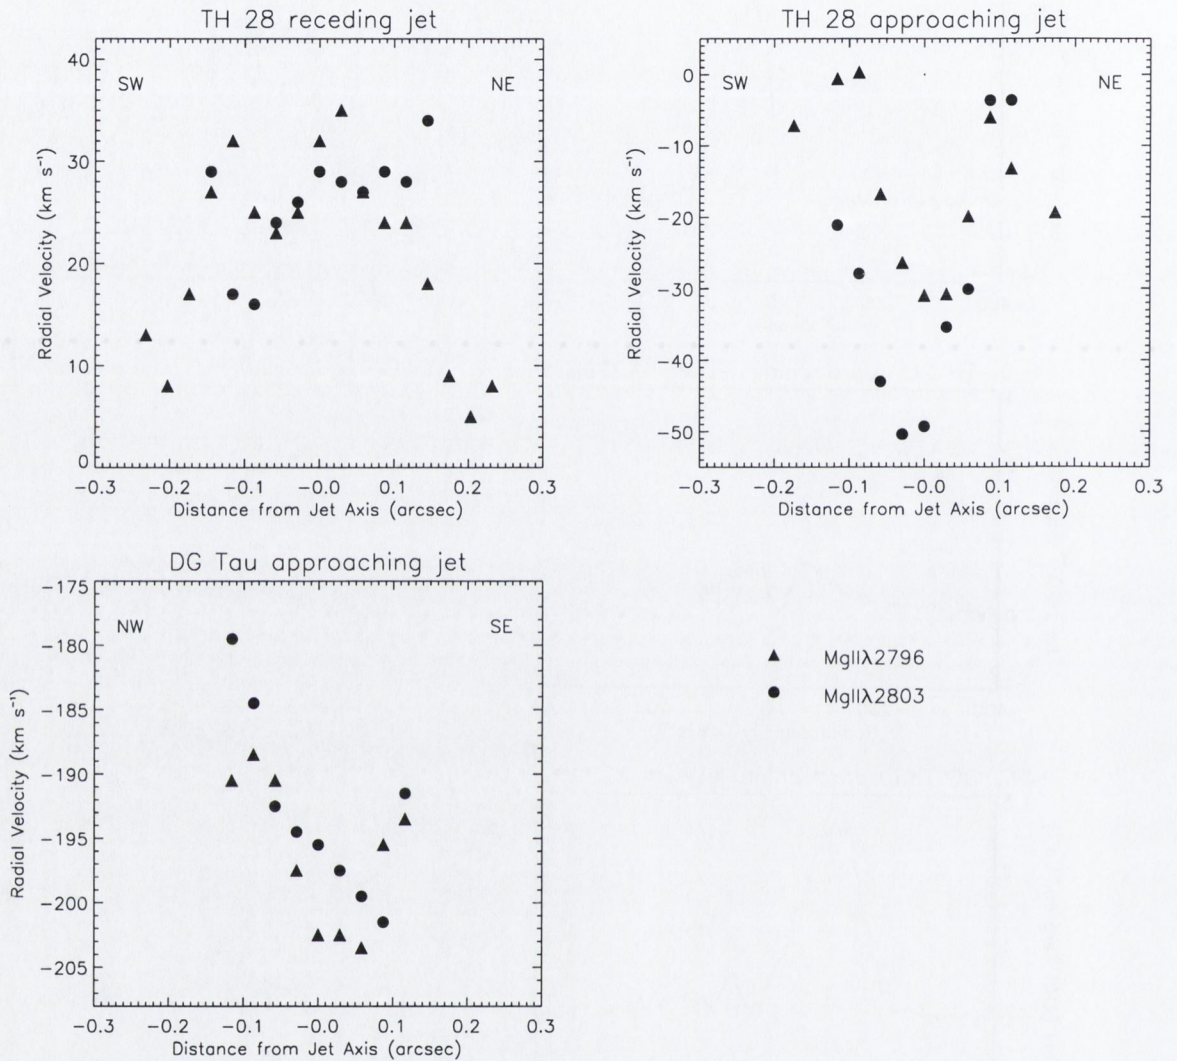 TH 28 receding jet
TH 28 approaching jet
40
30
20
10
0
SW
NE
Radial Velocity (km s⁻¹)
−0.3 −0.2 −0.1 −0.0 0.1 0.2 0.3
Distance from Jet Axis (arcsec)
0
−10
−20
−30
−40
−50
SW
NE
Radial Velocity (km s⁻¹)
−0.3 −0.2 −0.1 −0.0 0.1 0.2 0.3
Distance from Jet Axis (arcsec)
DG Tau approaching jet
−175
−180
−185
−190
−195
−200
−205
NW
SE
Radial Velocity (km s⁻¹)
−0.3 −0.2 −0.1 −0.0 0.1 0.2 0.3
Distance from Jet Axis (arcsec)
MgIIλ2796
MgIIλ2803